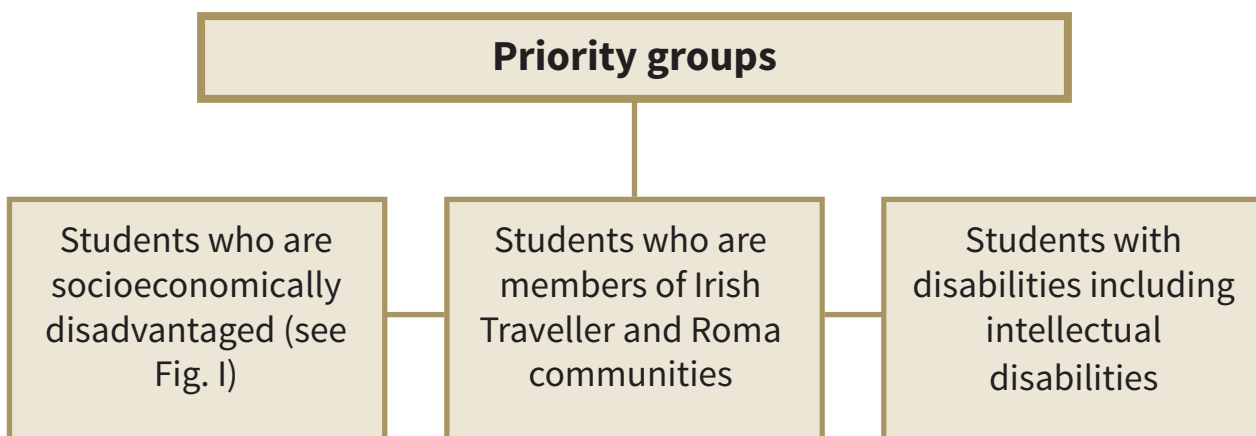 Priority groups
Students who are
socioeconomically
disadvantaged (see
Fig. I)
Students who are
members of Irish
Traveller and Roma
communities
Students with
disabilities including
intellectual
disabilities